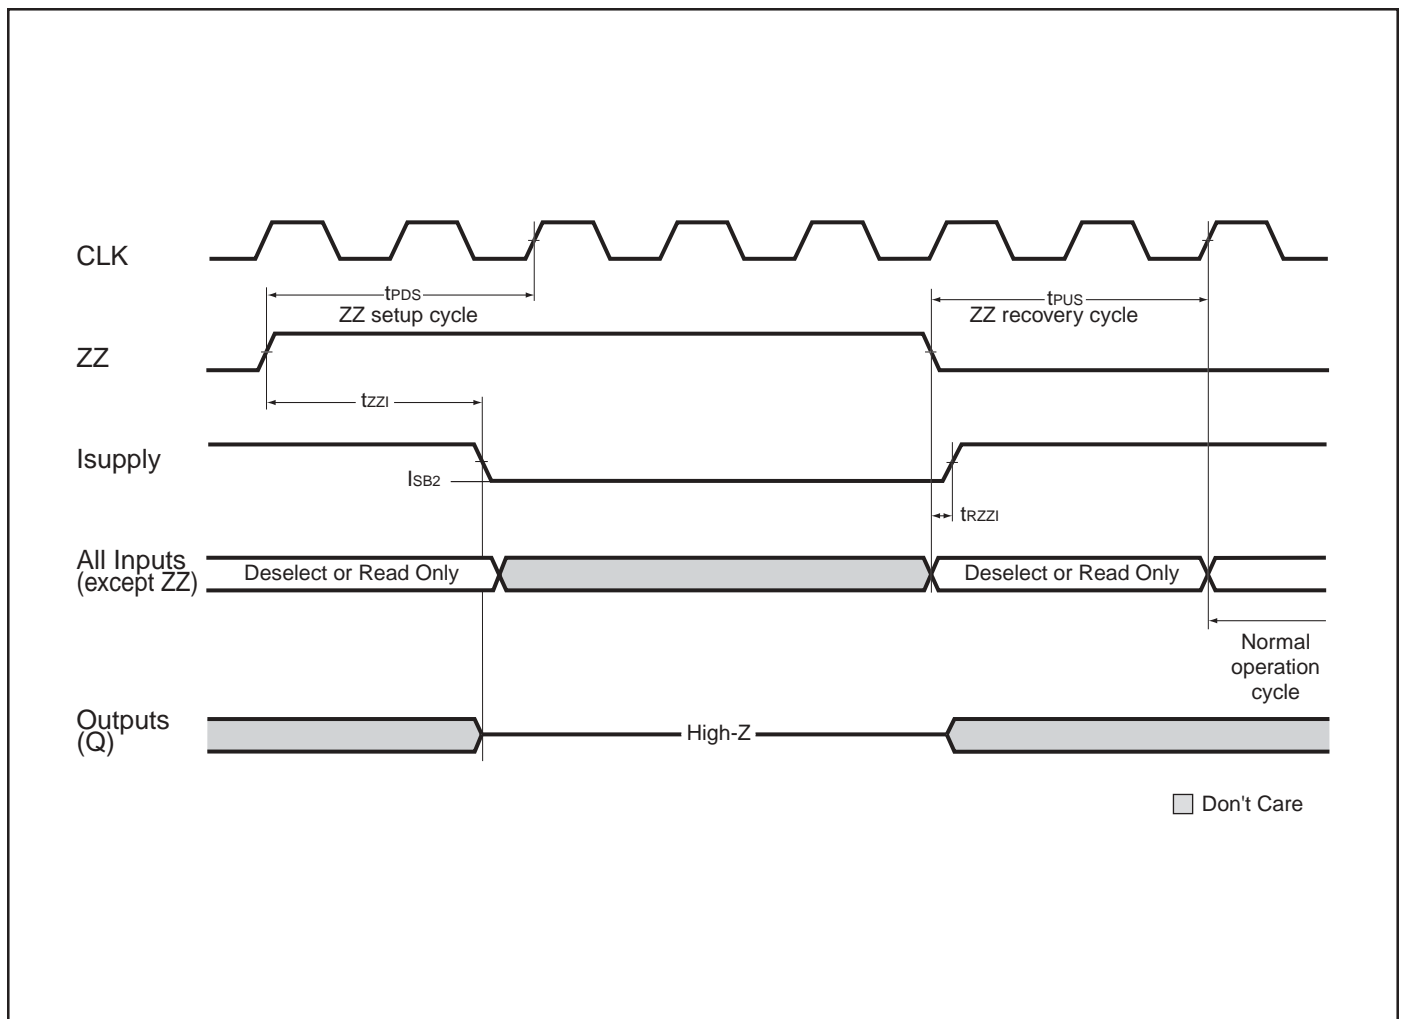 CLK
tPDS
ZZ setup cycle
tPUS
ZZ recovery cycle
ZZ
tZZI
Isupply
ISB2
tRZZI
All Inputs
(except ZZ)
Deselect or Read Only
Deselect or Read Only
Normal
operation
cycle
Outputs
(Q)
High-Z
Don't Care